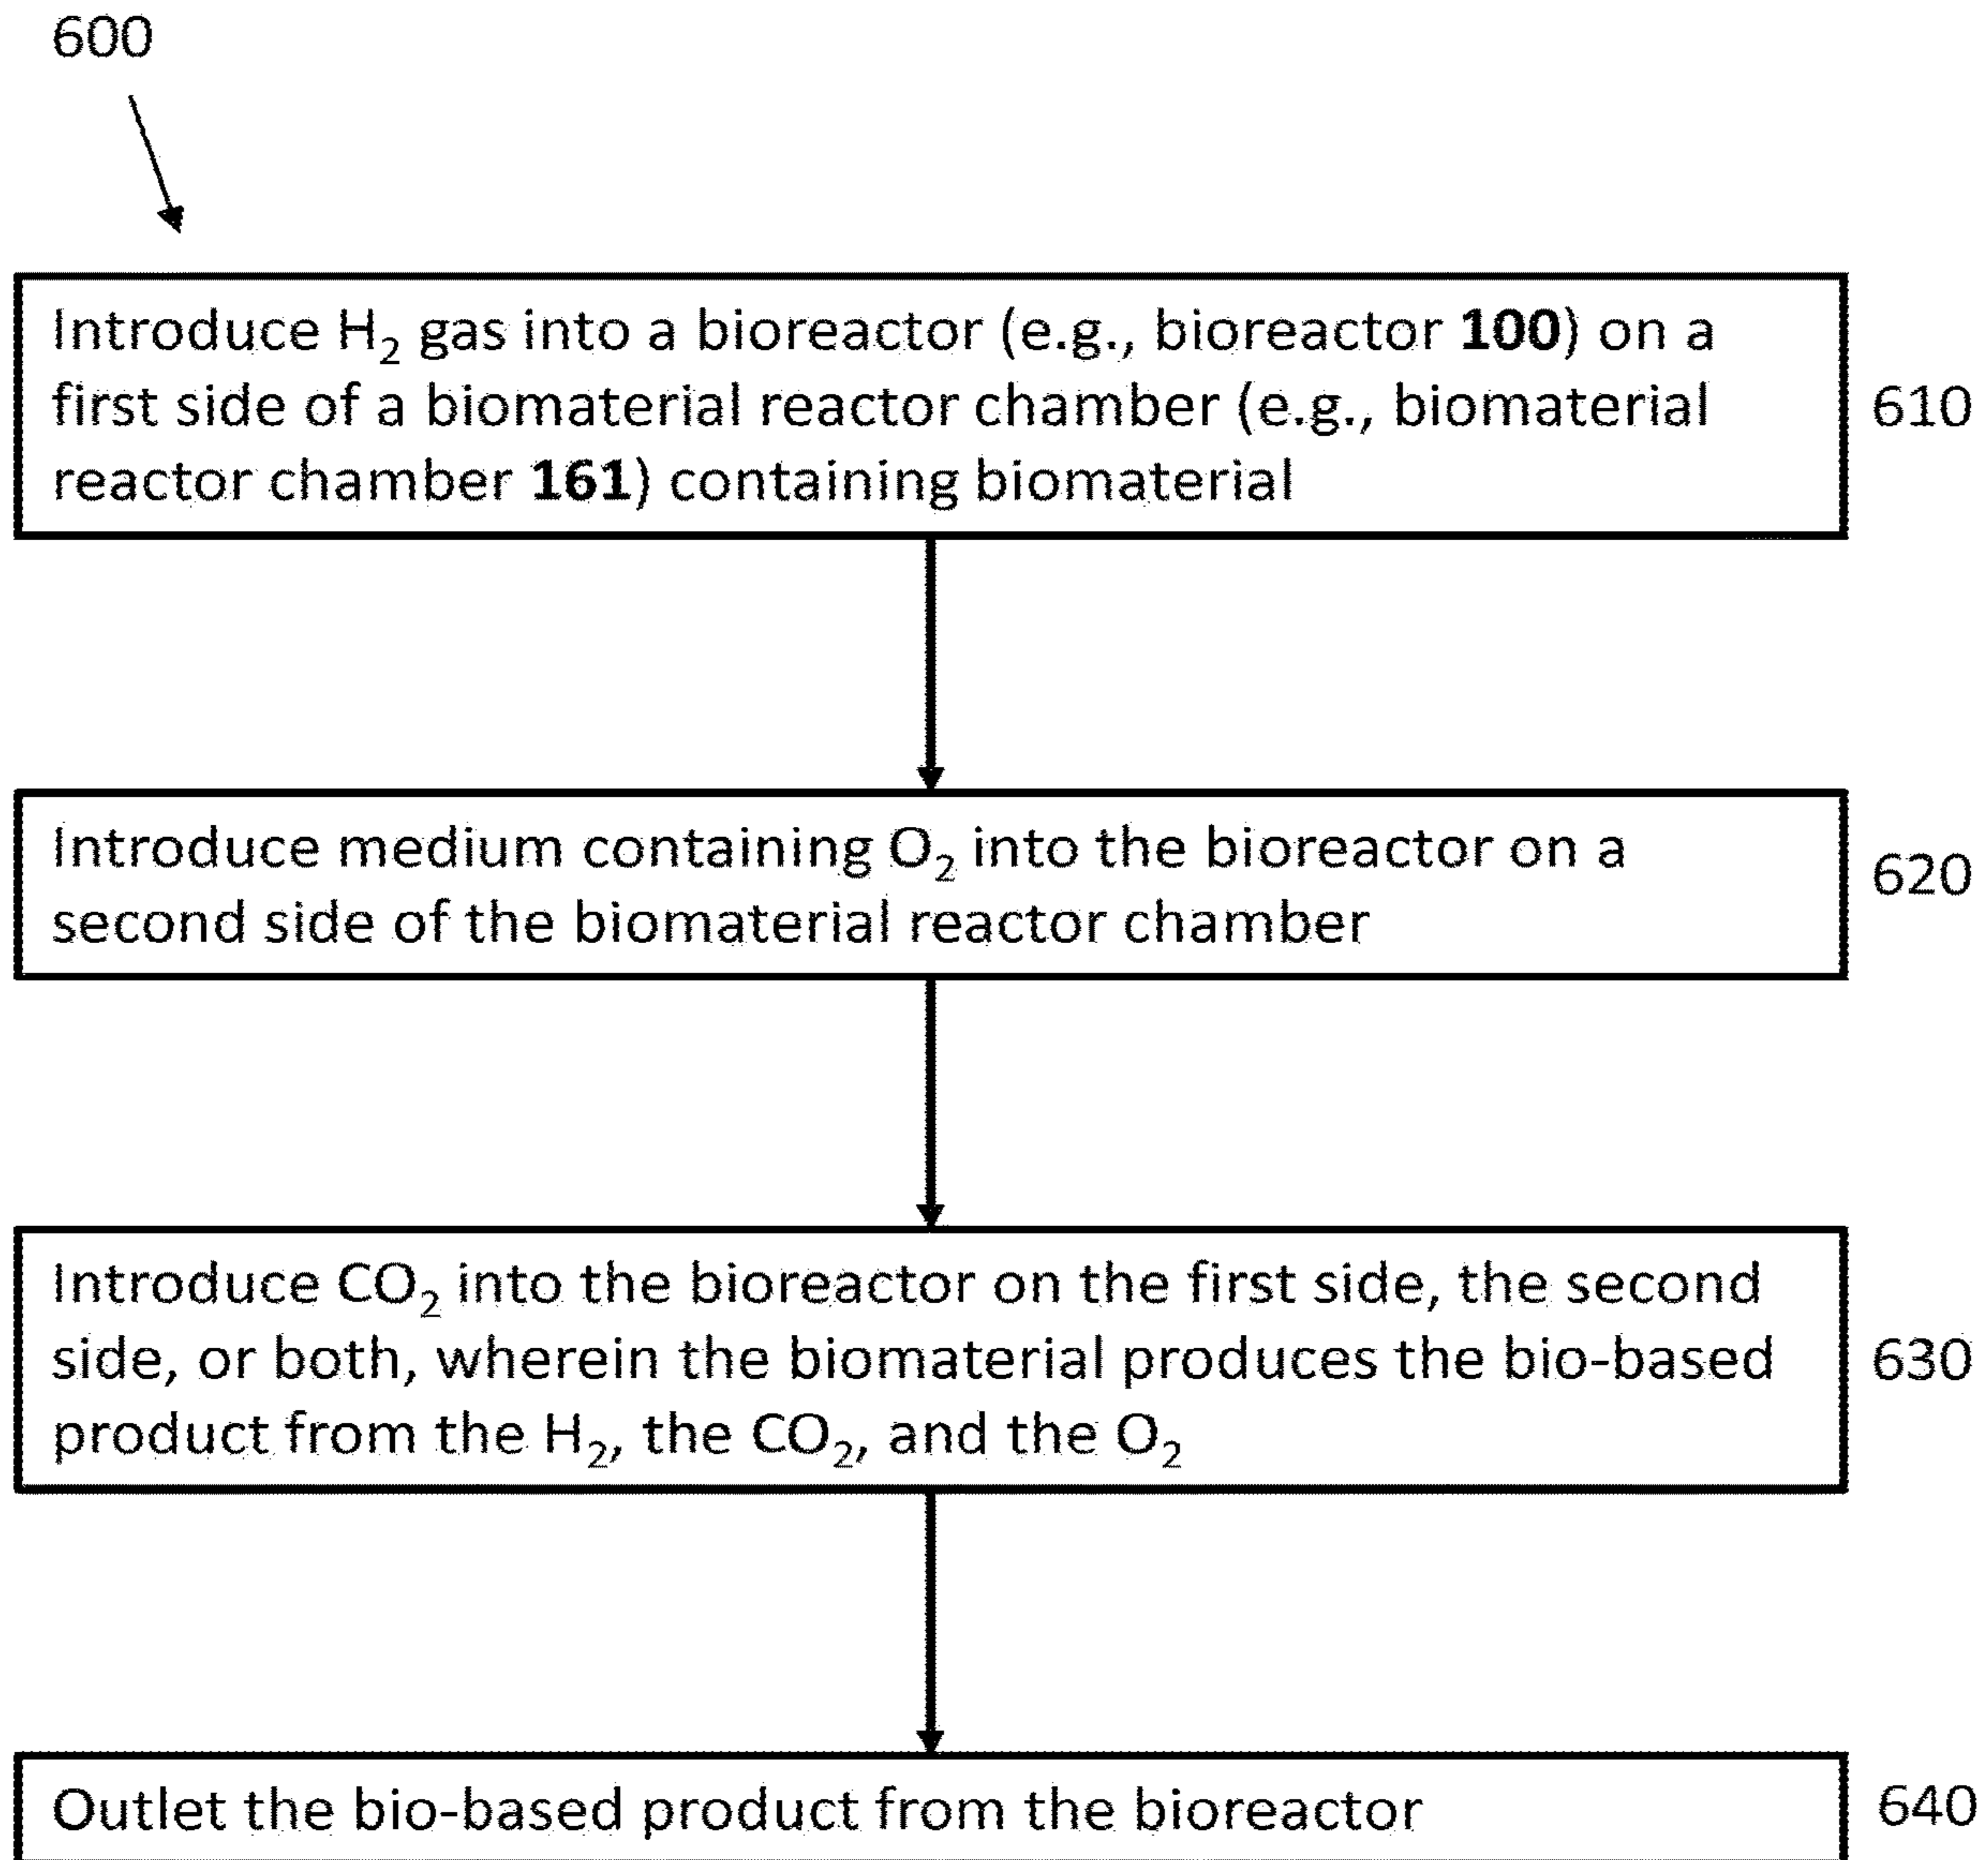 600
Introduce H₂ gas into a bioreactor (e.g., bioreactor 100) on a
first side of a biomaterial reactor chamber (e.g., biomaterial
reactor chamber 161) containing biomaterial
610
Introduce medium containing O₂ into the bioreactor on a
second side of the biomaterial reactor chamber
620
Introduce CO₂ into the bioreactor on the first side, the second
side, or both, wherein the biomaterial produces the bio-based
product from the H₂, the CO₂, and the O₂
630
Outlet the bio-based product from the bioreactor
640